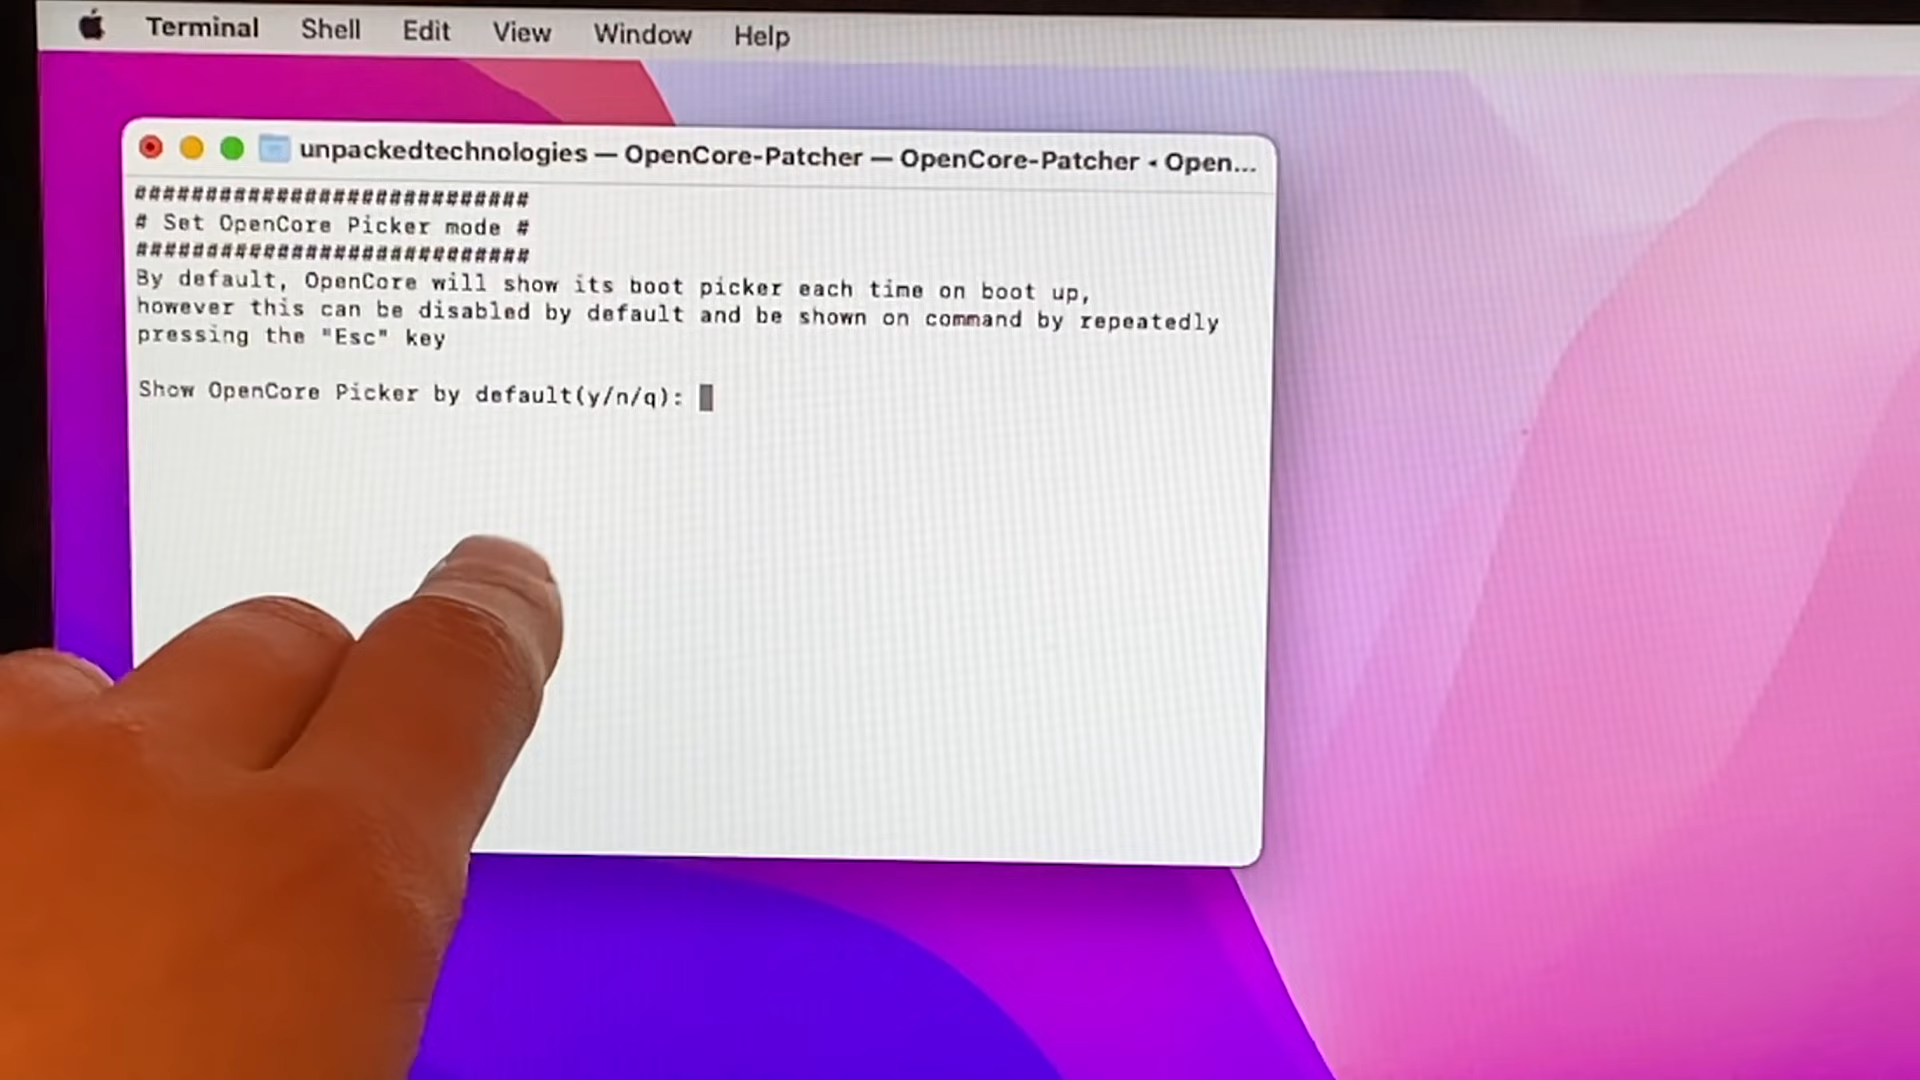 Terminal Shell Edit View Window Help
unpackedtechnologies — OpenCore-Patcher — OpenCore-Patcher ◂ Open...
############################
# Set OpenCore Picker mode #
############################
By default, OpenCore will show its boot picker each time on boot up,
however this can be disabled by default and be shown on command by repeatedly
pressing the "Esc" key
Show OpenCore Picker by default(y/n/q):